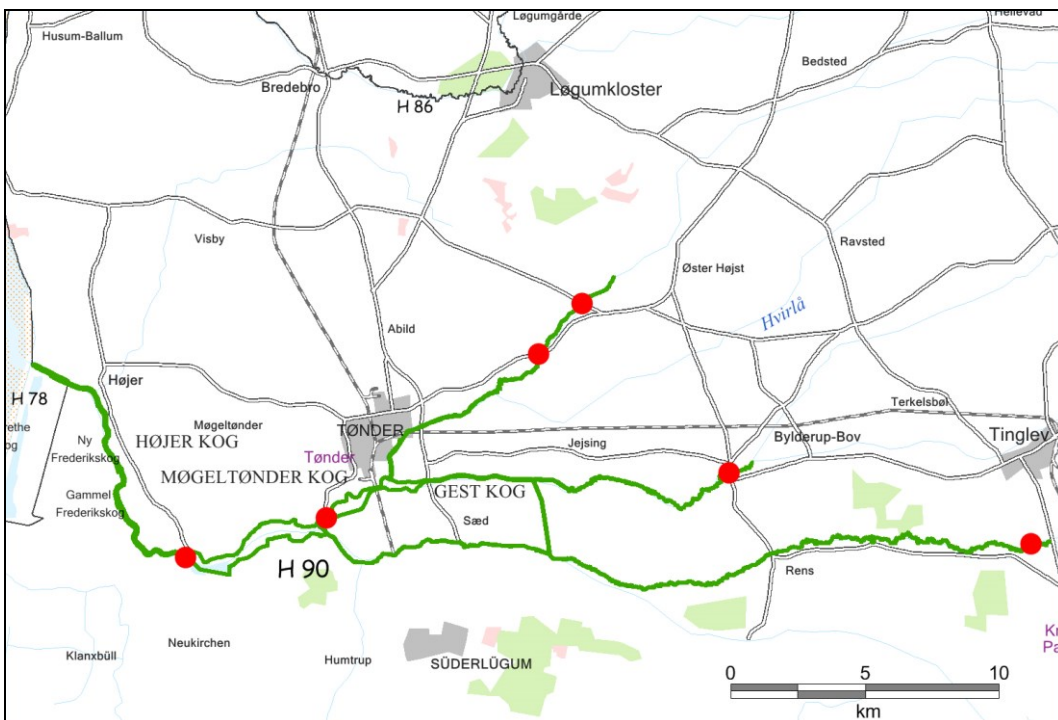 Løgumgårde
Hellevad
Husum-Ballum
Bedsted
Bredebro
Løgumkloster
H 86
Visby
Ravsted
Øster Højst
Hvirlå
Abild
Højer
H 78
Terkelsbøl
Møgeltønder
TØNDER
Ny
Frederikskog
HØJER KOG
Jejsing
Bylderup-Bov
Tinglev
Tønder
MØGELTØNDER KOG
Gammel
Frederikskog
GEST KOG
Sæd
H 90
Rens
Neukirchen
Klanxbüll
Humtrup
SÜDERLÜGUM
0 5 10
km